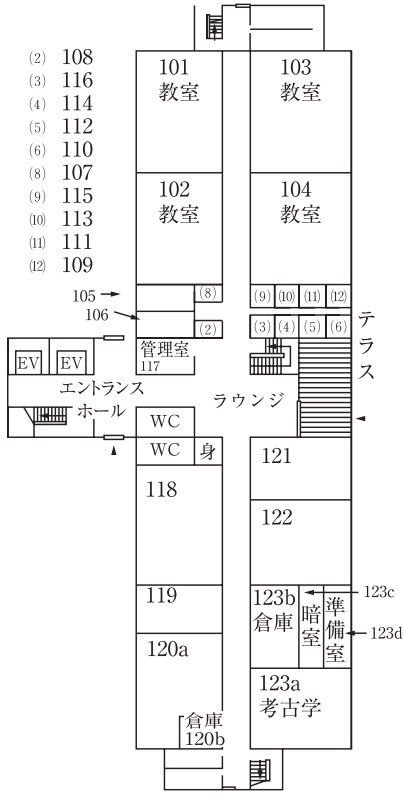 (2) 108
(3) 116
(4) 114
(5) 112
(6) 110
(8) 107
(9) 115
(10) 113
(11) 111
(12) 109
101
教室
103
教室
102
教室
104
教室
105
(8)
(9) (10) (11) (12)
106
(2)
(3) (4) (5) (6)
テラス
管理室
117
EV EV
エントランス
ホール
ラウンジ
WC
WC 身
121
118
122
119
123b
倉庫
暗室
準備室
123c
123d
120a
123a
考古学
倉庫
120b